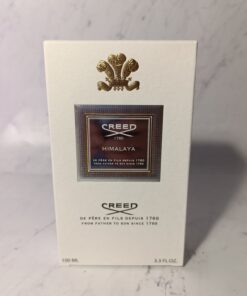 CREED
1760
HIMALAYA
DE PÈRE EN FILS DEPUIS 1760
FROM FATHER TO SON SINCE 1760
CREED
DE PÈRE EN FILS DEPUIS 1760
FROM FATHER TO SON SINCE 1760
100 ML
3.3 FL.OZ.